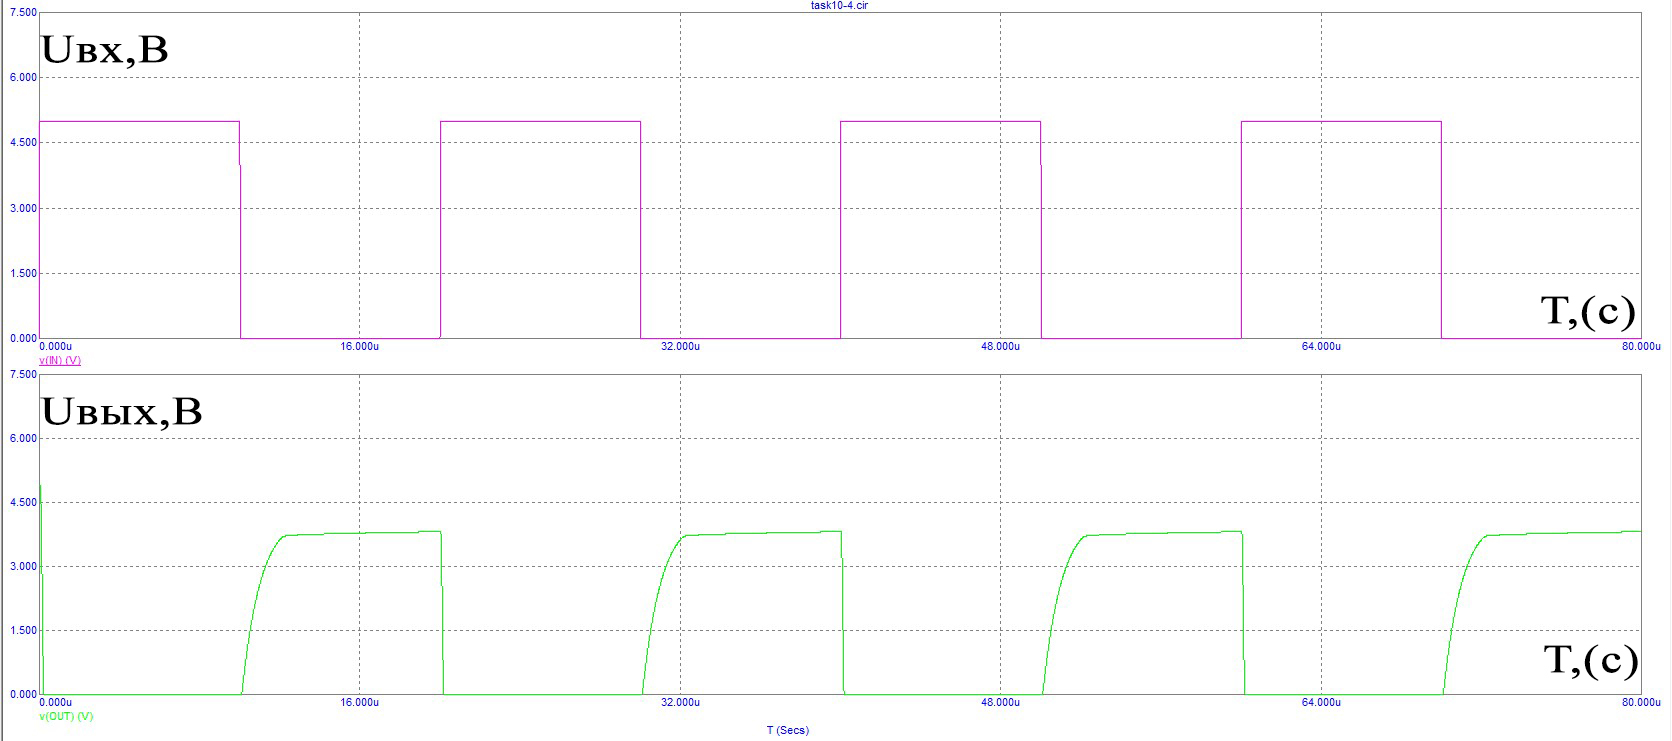 task10-4.cir
7.500
Uвх,В
6.000
4.500
3.000
1.500
T,(c)
0.000
0.000u 16.000u 32.000u 48.000u 64.000u 80.000u
v(IN) (V)
7.500
Uвых,В
6.000
4.500
3.000
1.500
T,(c)
0.000
0.000u 16.000u 32.000u 48.000u 64.000u 80.000u
v(OUT) (V)
T (Secs)